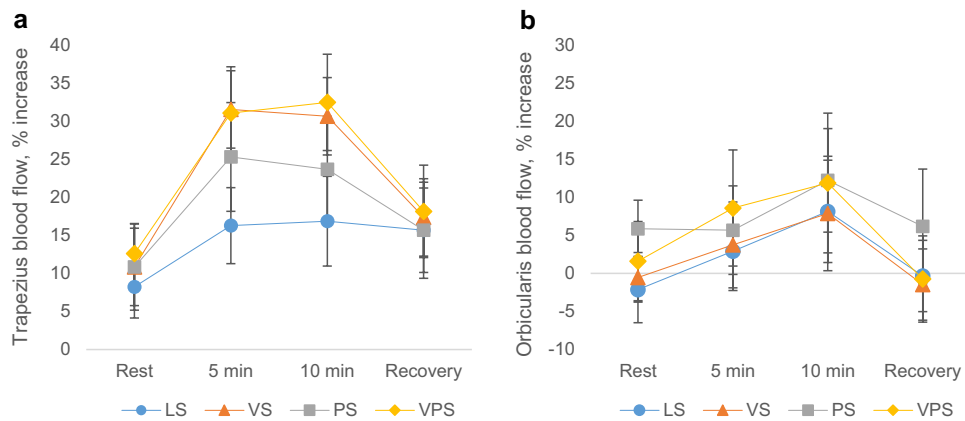 a
Trapezius blood flow, % increase
40
35
30
25
20
15
10
5
0
Rest 5 min 10 min Recovery
LS VS PS VPS
b
Orbicularis blood flow, % increase
30
25
20
15
10
5
0
-5
-10
Rest 5 min 10 min Recovery
LS VS PS VPS